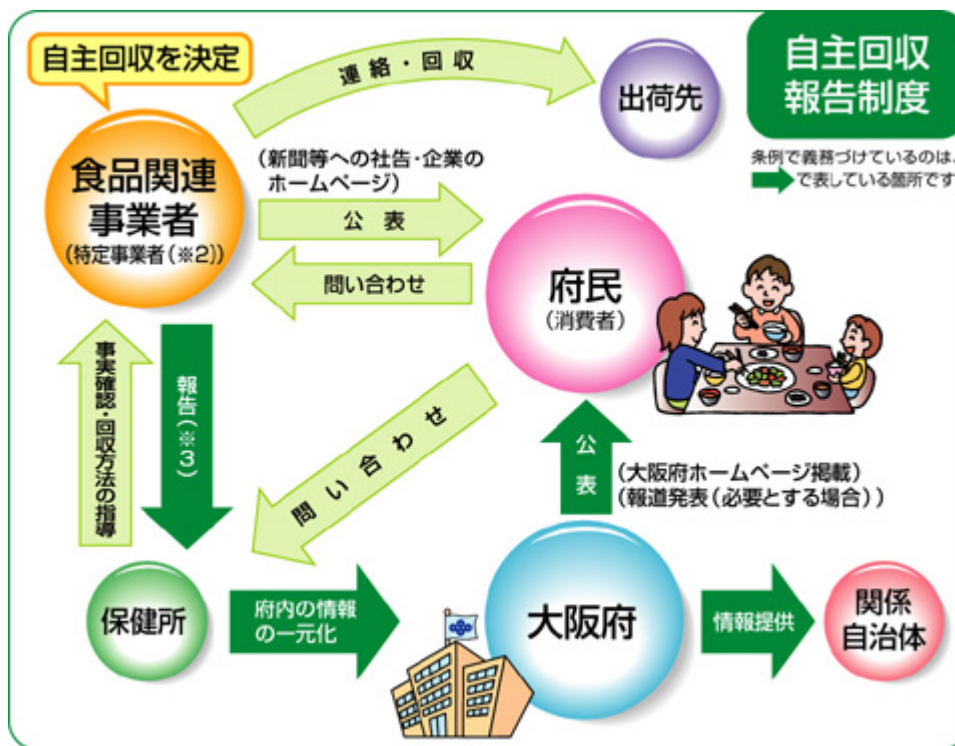 自主回収を決定
連絡・回収
出荷先
自主回収
報告制度
条例で義務づけているのは、
で表している箇所です
食品関連
事業者
(特定事業者(※2))
(新聞等への社告・企業の
ホームページ)
公表
問い合わせ
府民
(消費者)
事実確認・回収方法の指導
報告(※3)
問い合わせ
公表
(大阪府ホームページ掲載)
(報道発表(必要とする場合))
保健所
府内の情報
の一元化
大阪府
情報提供
関係
自治体